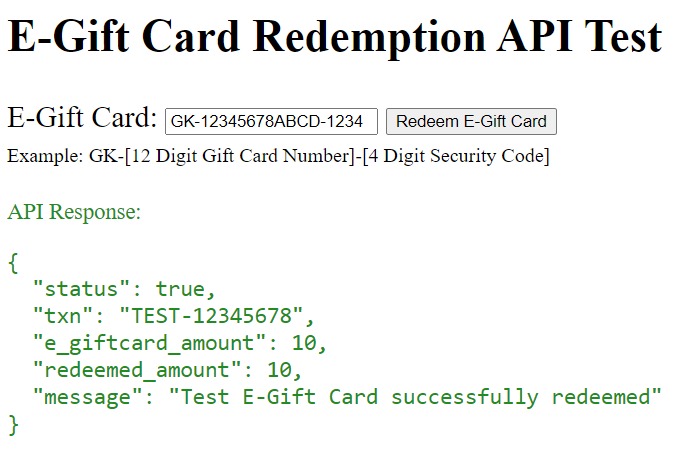 E-Gift Card Redemption API Test
E-Gift Card: GK-12345678ABCD-1234 Redeem E-Gift Card
Example: GK-[12 Digit Gift Card Number]-[4 Digit Security Code]
API Response:
{
  "status": true,
  "txn": "TEST-12345678",
  "e_giftcard_amount": 10,
  "redeemed_amount": 10,
  "message": "Test E-Gift Card successfully redeemed"
}